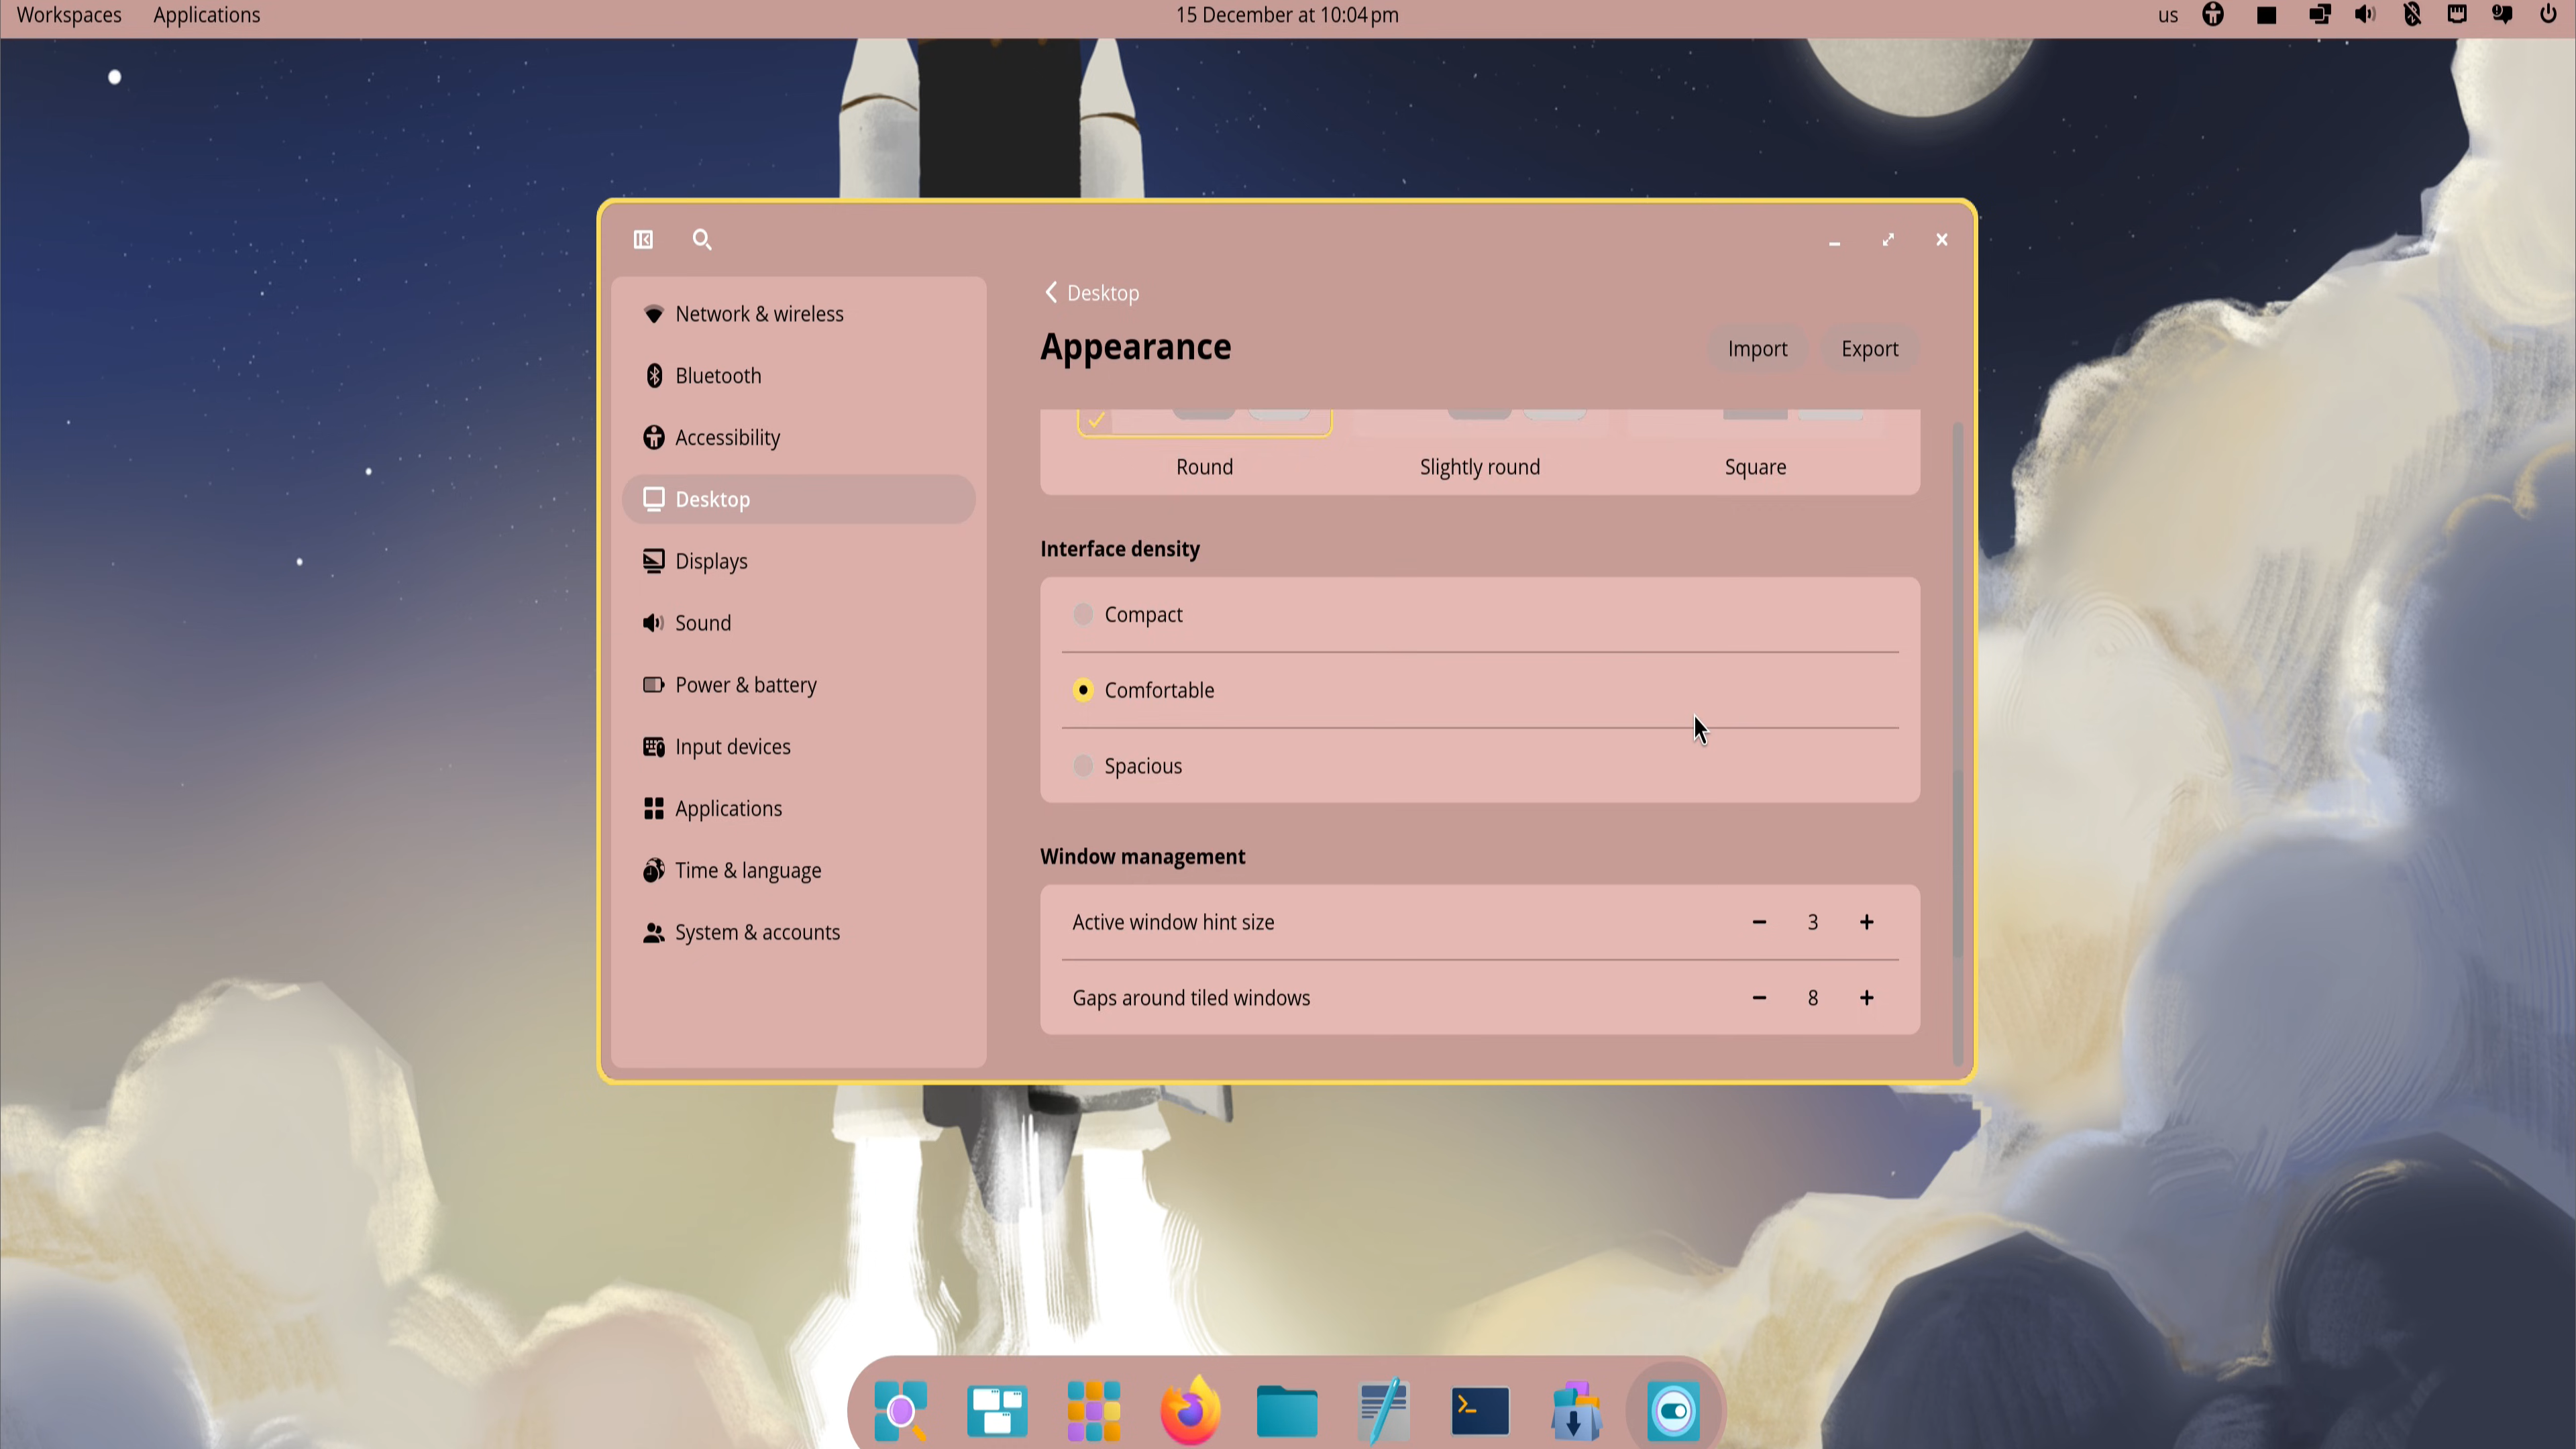 Workspaces Applications 15 December at 10:04 pm us
Desktop
Appearance Import Export
Network & wireless
Bluetooth
Accessibility
Desktop
Displays
Sound
Power & battery
Input devices
Applications
Time & language
System & accounts
Round Slightly round Square
Interface density
Compact
Comfortable
Spacious
Window management
Active window hint size 3
Gaps around tiled windows 8